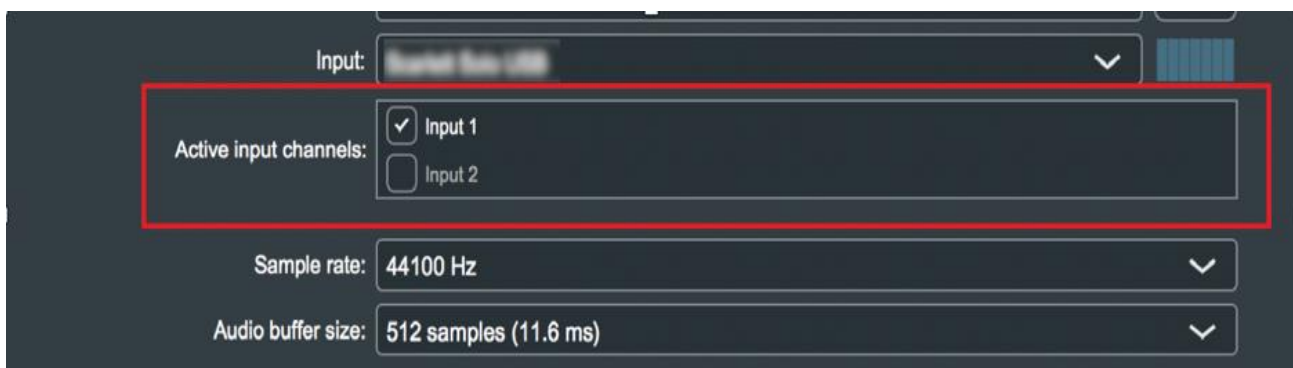 Input:
Active input channels:
Input 1
Input 2
Sample rate: 44100 Hz
Audio buffer size: 512 samples (11.6 ms)